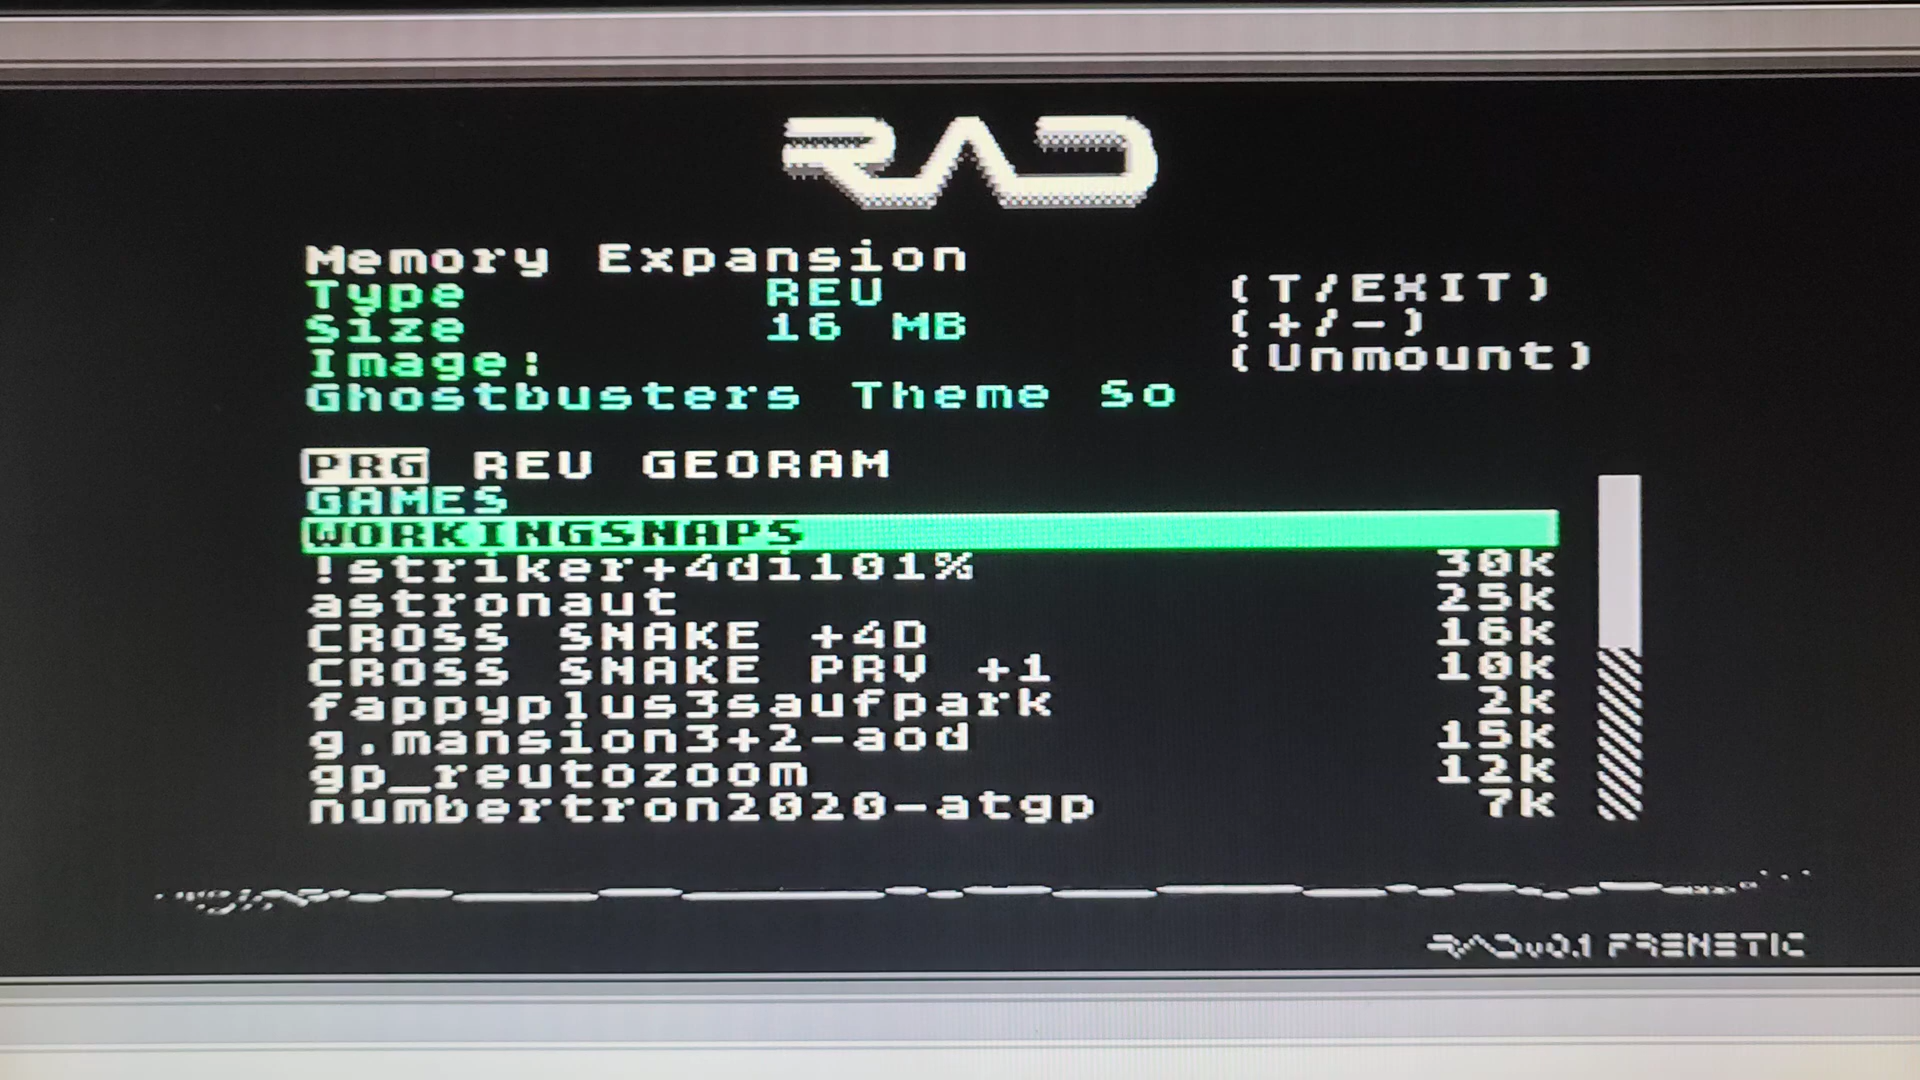 RAD
Memory Expansion
Type REU (T/EXIT)
Size 16 MB (+/-)
Image: (Unmount)
Ghostbusters Theme So
PRG REU GEORAM
GAMES
WORKINGSNAPS
!striker+4di101% 30k
astronaut 25k
CROSS SNAKE +4D 16k
CROSS SNAKE PRV +1 10k
fappyplus3saufpark 2k
g.mansion3+2-aod 15k
gp_reutozoom 12k
numbertron2020-atgp 7k
RADv0.1 FRENETIC